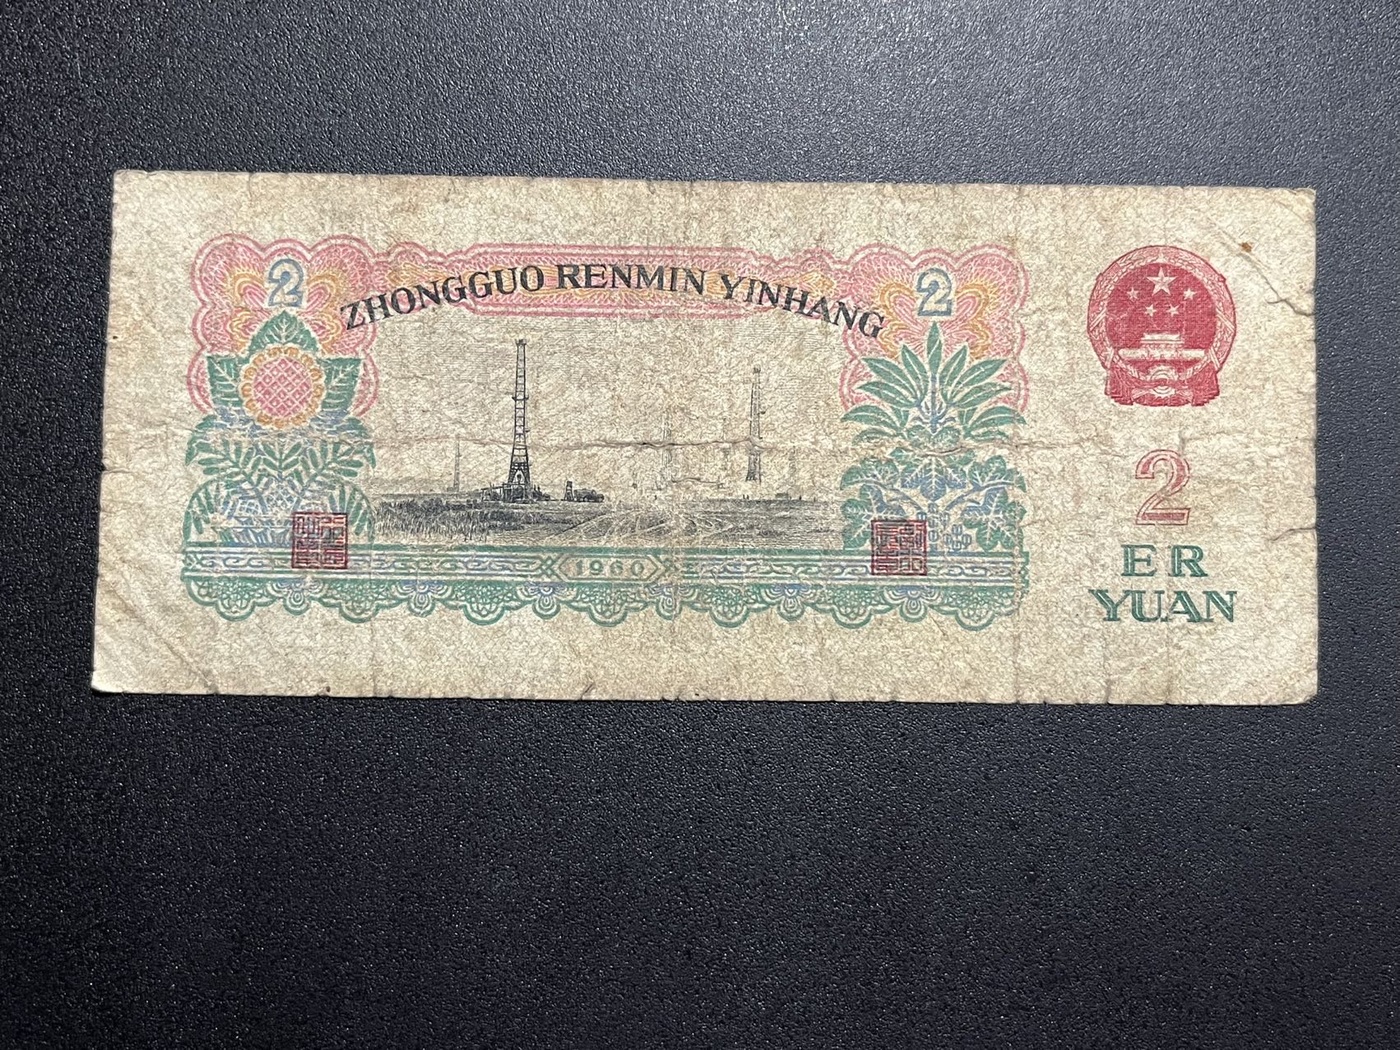 2
ZHONGGUO RENMIN YINHANG
2
2
ER
YUAN
1960